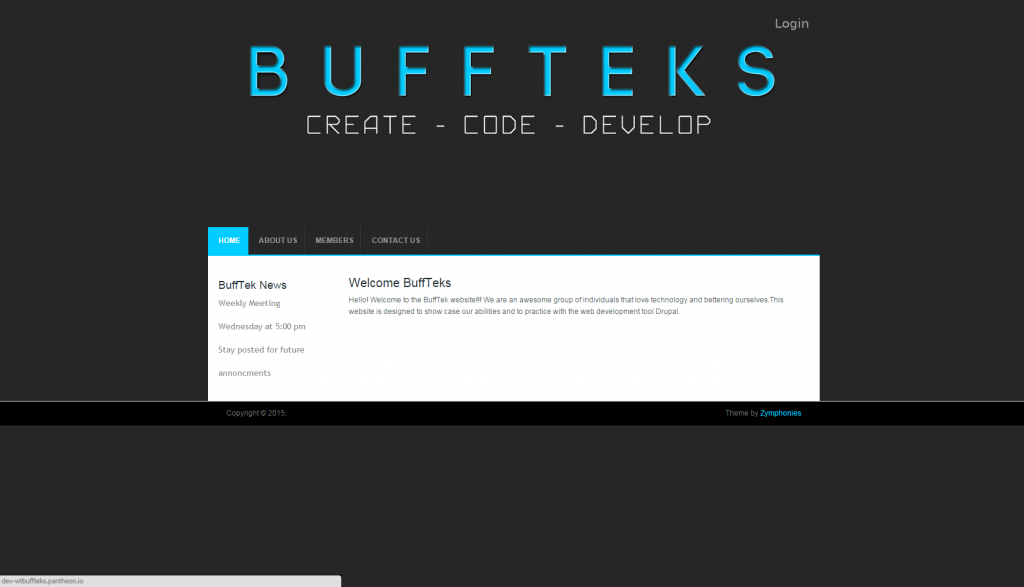 Login
BUFFTEKS
CREATE - CODE - DEVELOP
HOME ABOUT US MEMBERS CONTACT US
BuffTek News
Weekly Meeting
Wednesday at 5:00 pm
Stay posted for future
annoncments
Welcome BuffTeks
Hello! Welcome to the BuffTek website!!! We are an awesome group of individuals that love technology and bettering ourselves.This
website is designed to show case our abilities and to practice with the web development tool Drupal.
Copyright © 2015,
Theme by Zymphonies
dev-wtbuffteks.pantheon.io